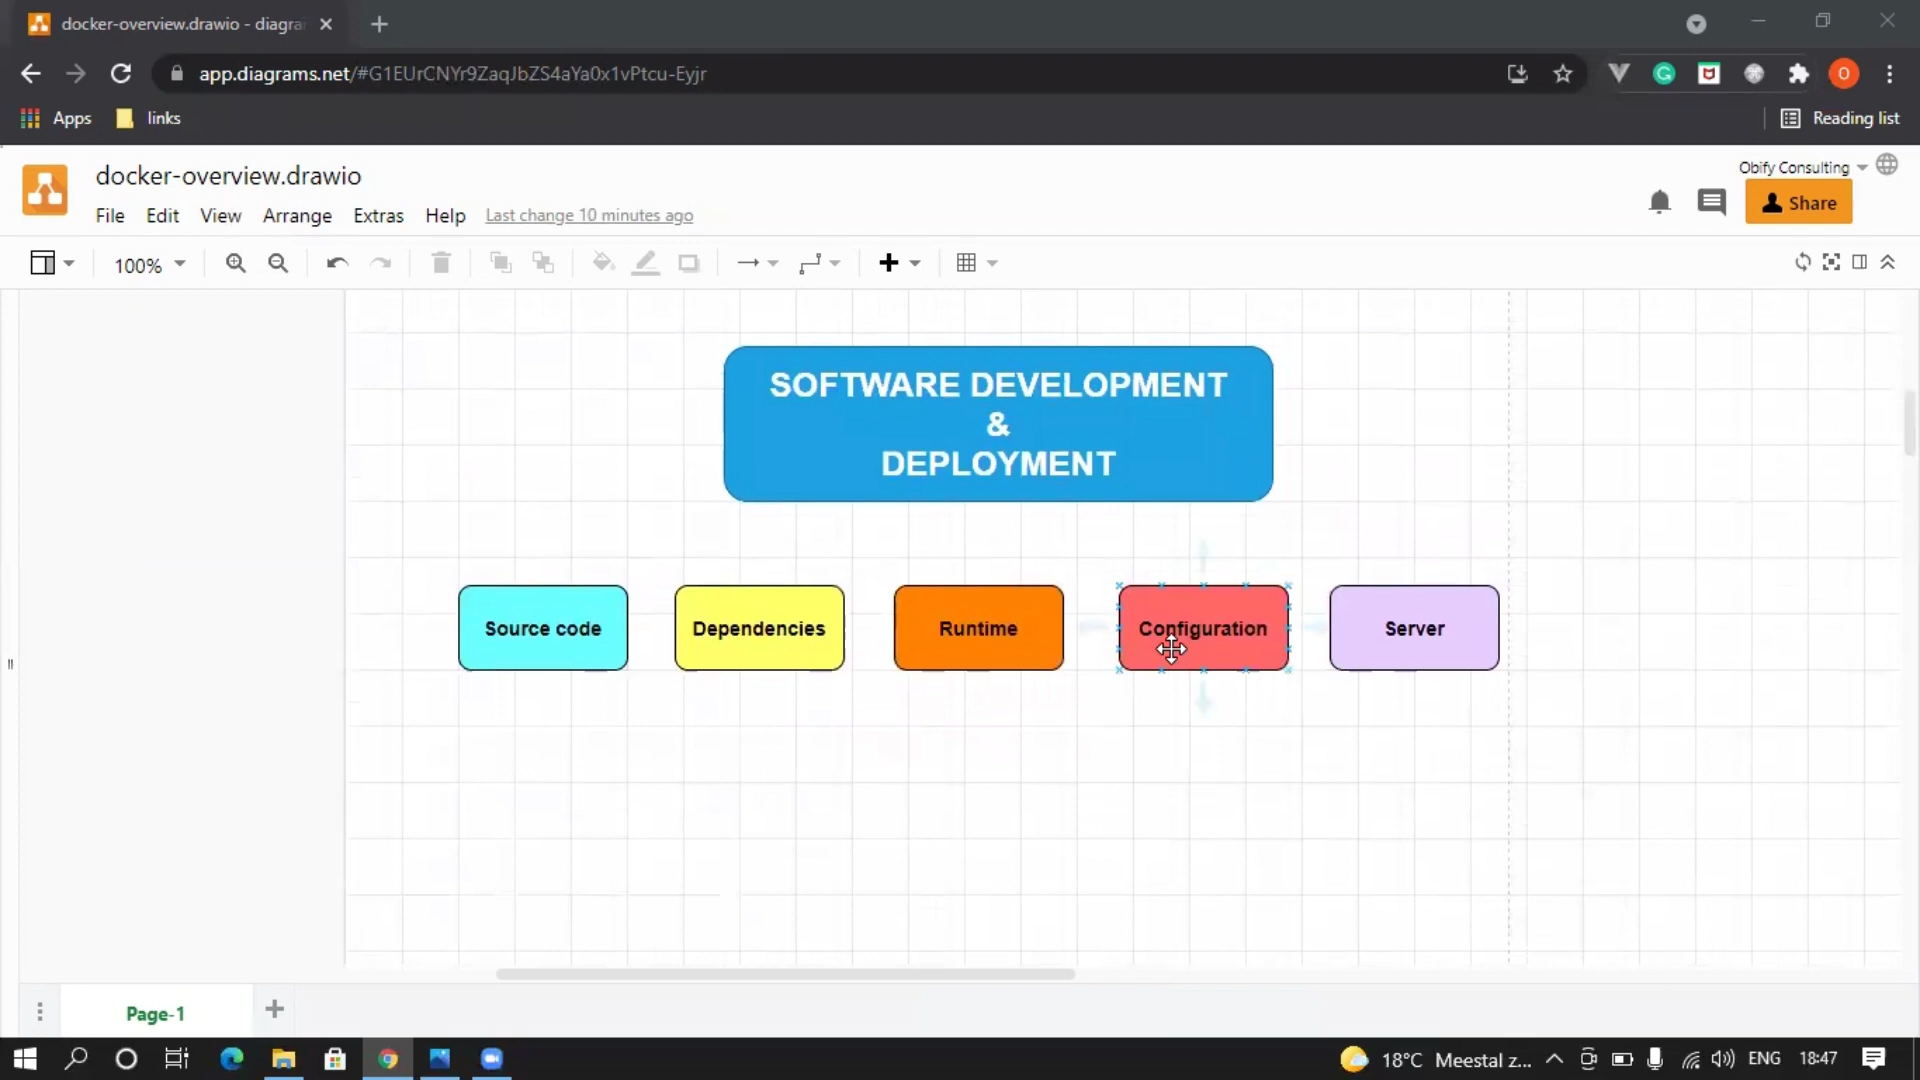 docker-overview.drawio - diagra
app.diagrams.net/#G1EUrCNYr9ZaqJbZS4aYa0x1vPtcu-Eyjr
O
Apps
links
Reading list
docker-overview.drawio
Obify Consulting
File Edit View Arrange Extras Help Last change 10 minutes ago
Share
100%
SOFTWARE DEVELOPMENT
&
DEPLOYMENT
Source code
Dependencies
Runtime
Configuration
Server
Page-1
18°C Meestal z...
ENG
18:47